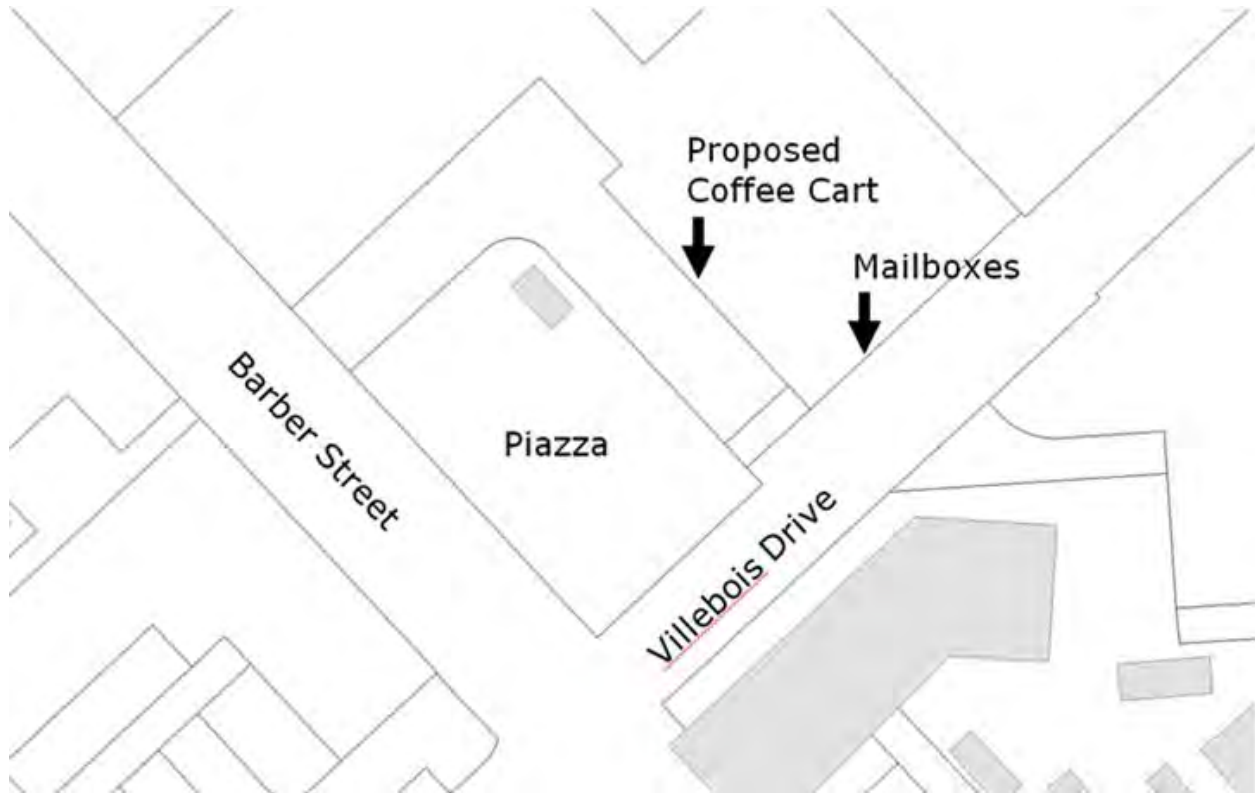 Proposed
Coffee Cart
Mailboxes
Barber Street
Piazza
Villebois Drive